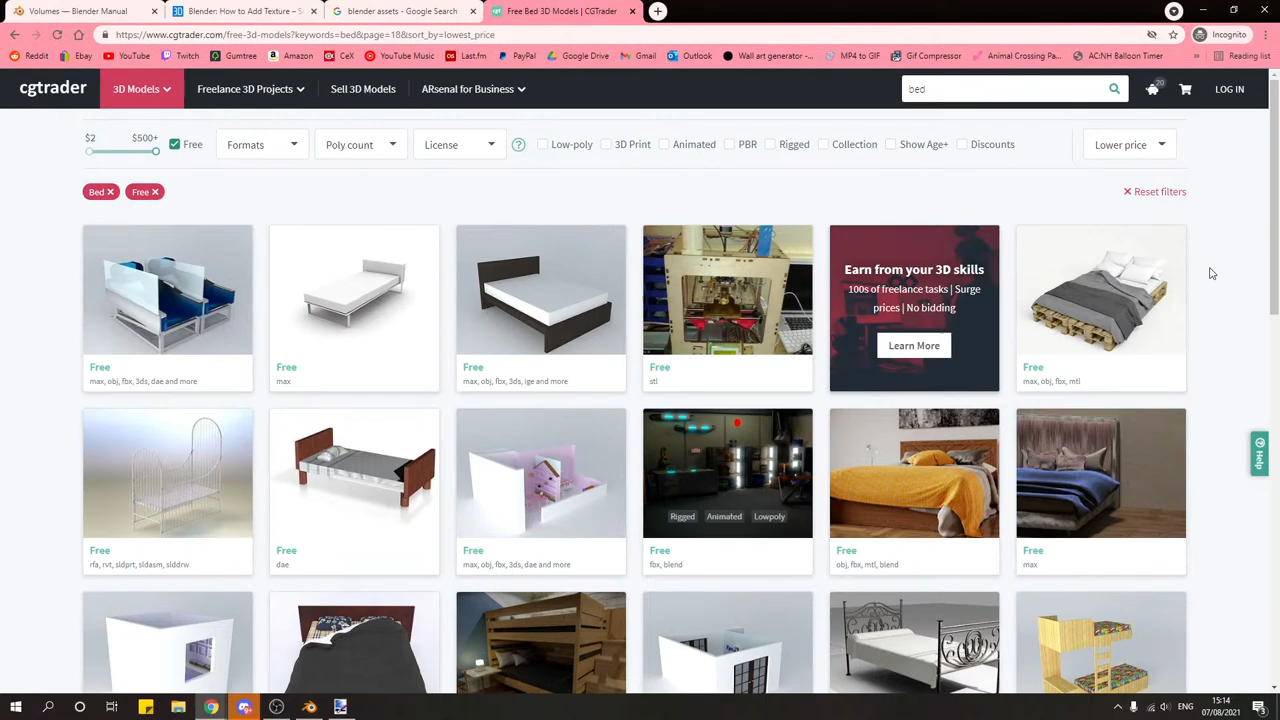 Volumes — Blender Manual
Blender: How to Add Texture – S
blender assets - Google Search
Free Bed 3D Models | CGTrader
https://www.cgtrader.com/free-3d-models?keywords=bed&page=18&sort_by=lowest_price
Incognito
Reddit
Ebay
YouTube
Twitch
Gumtree
Amazon
CeX
YouTube Music
Last.fm
PayPal
Google Drive
Gmail
Outlook
Wall art generator —...
MP4 to GIF
Gif Compressor
Animal Crossing Pa...
AC:NH Balloon Timer
»
Reading list
cgtrader
3D Models
Freelance 3D Projects
Sell 3D Models
ARsenal for Business
bed
20
LOG IN
$2
$500+
Free
Formats
Poly count
License
?
Low-poly
3D Print
Animated
PBR
Rigged
Collection
Show Age+
Discounts
Lower price
Bed ×
Free ×
× Reset filters
Earn from your 3D skills
100s of freelance tasks | Surge
prices | No bidding
Learn More
Free
max, obj, fbx, 3ds, dae and more
Free
max
Free
max, obj, fbx, 3ds, ige and more
Free
stl
Free
max, obj, fbx, mtl
Rigged
Animated
Lowpoly
Free
rfa, rvt, sldprt, sldasm, slddrw
Free
dae
Free
max, obj, fbx, 3ds, dae and more
Free
fbx, blend
Free
obj, fbx, mtl, blend
Free
max
? Help
ENG
15:14
07/08/2021
3